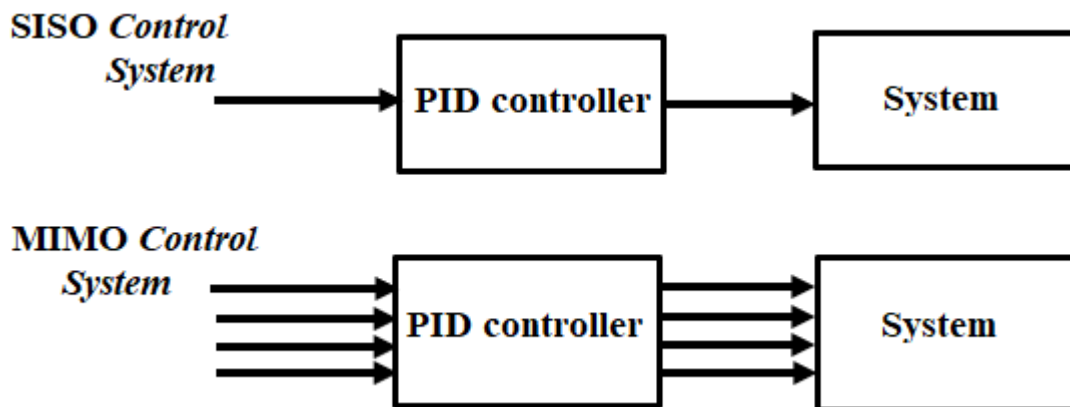 SISO Control
System
PID controller
System
MIMO Control
System
PID controller
System